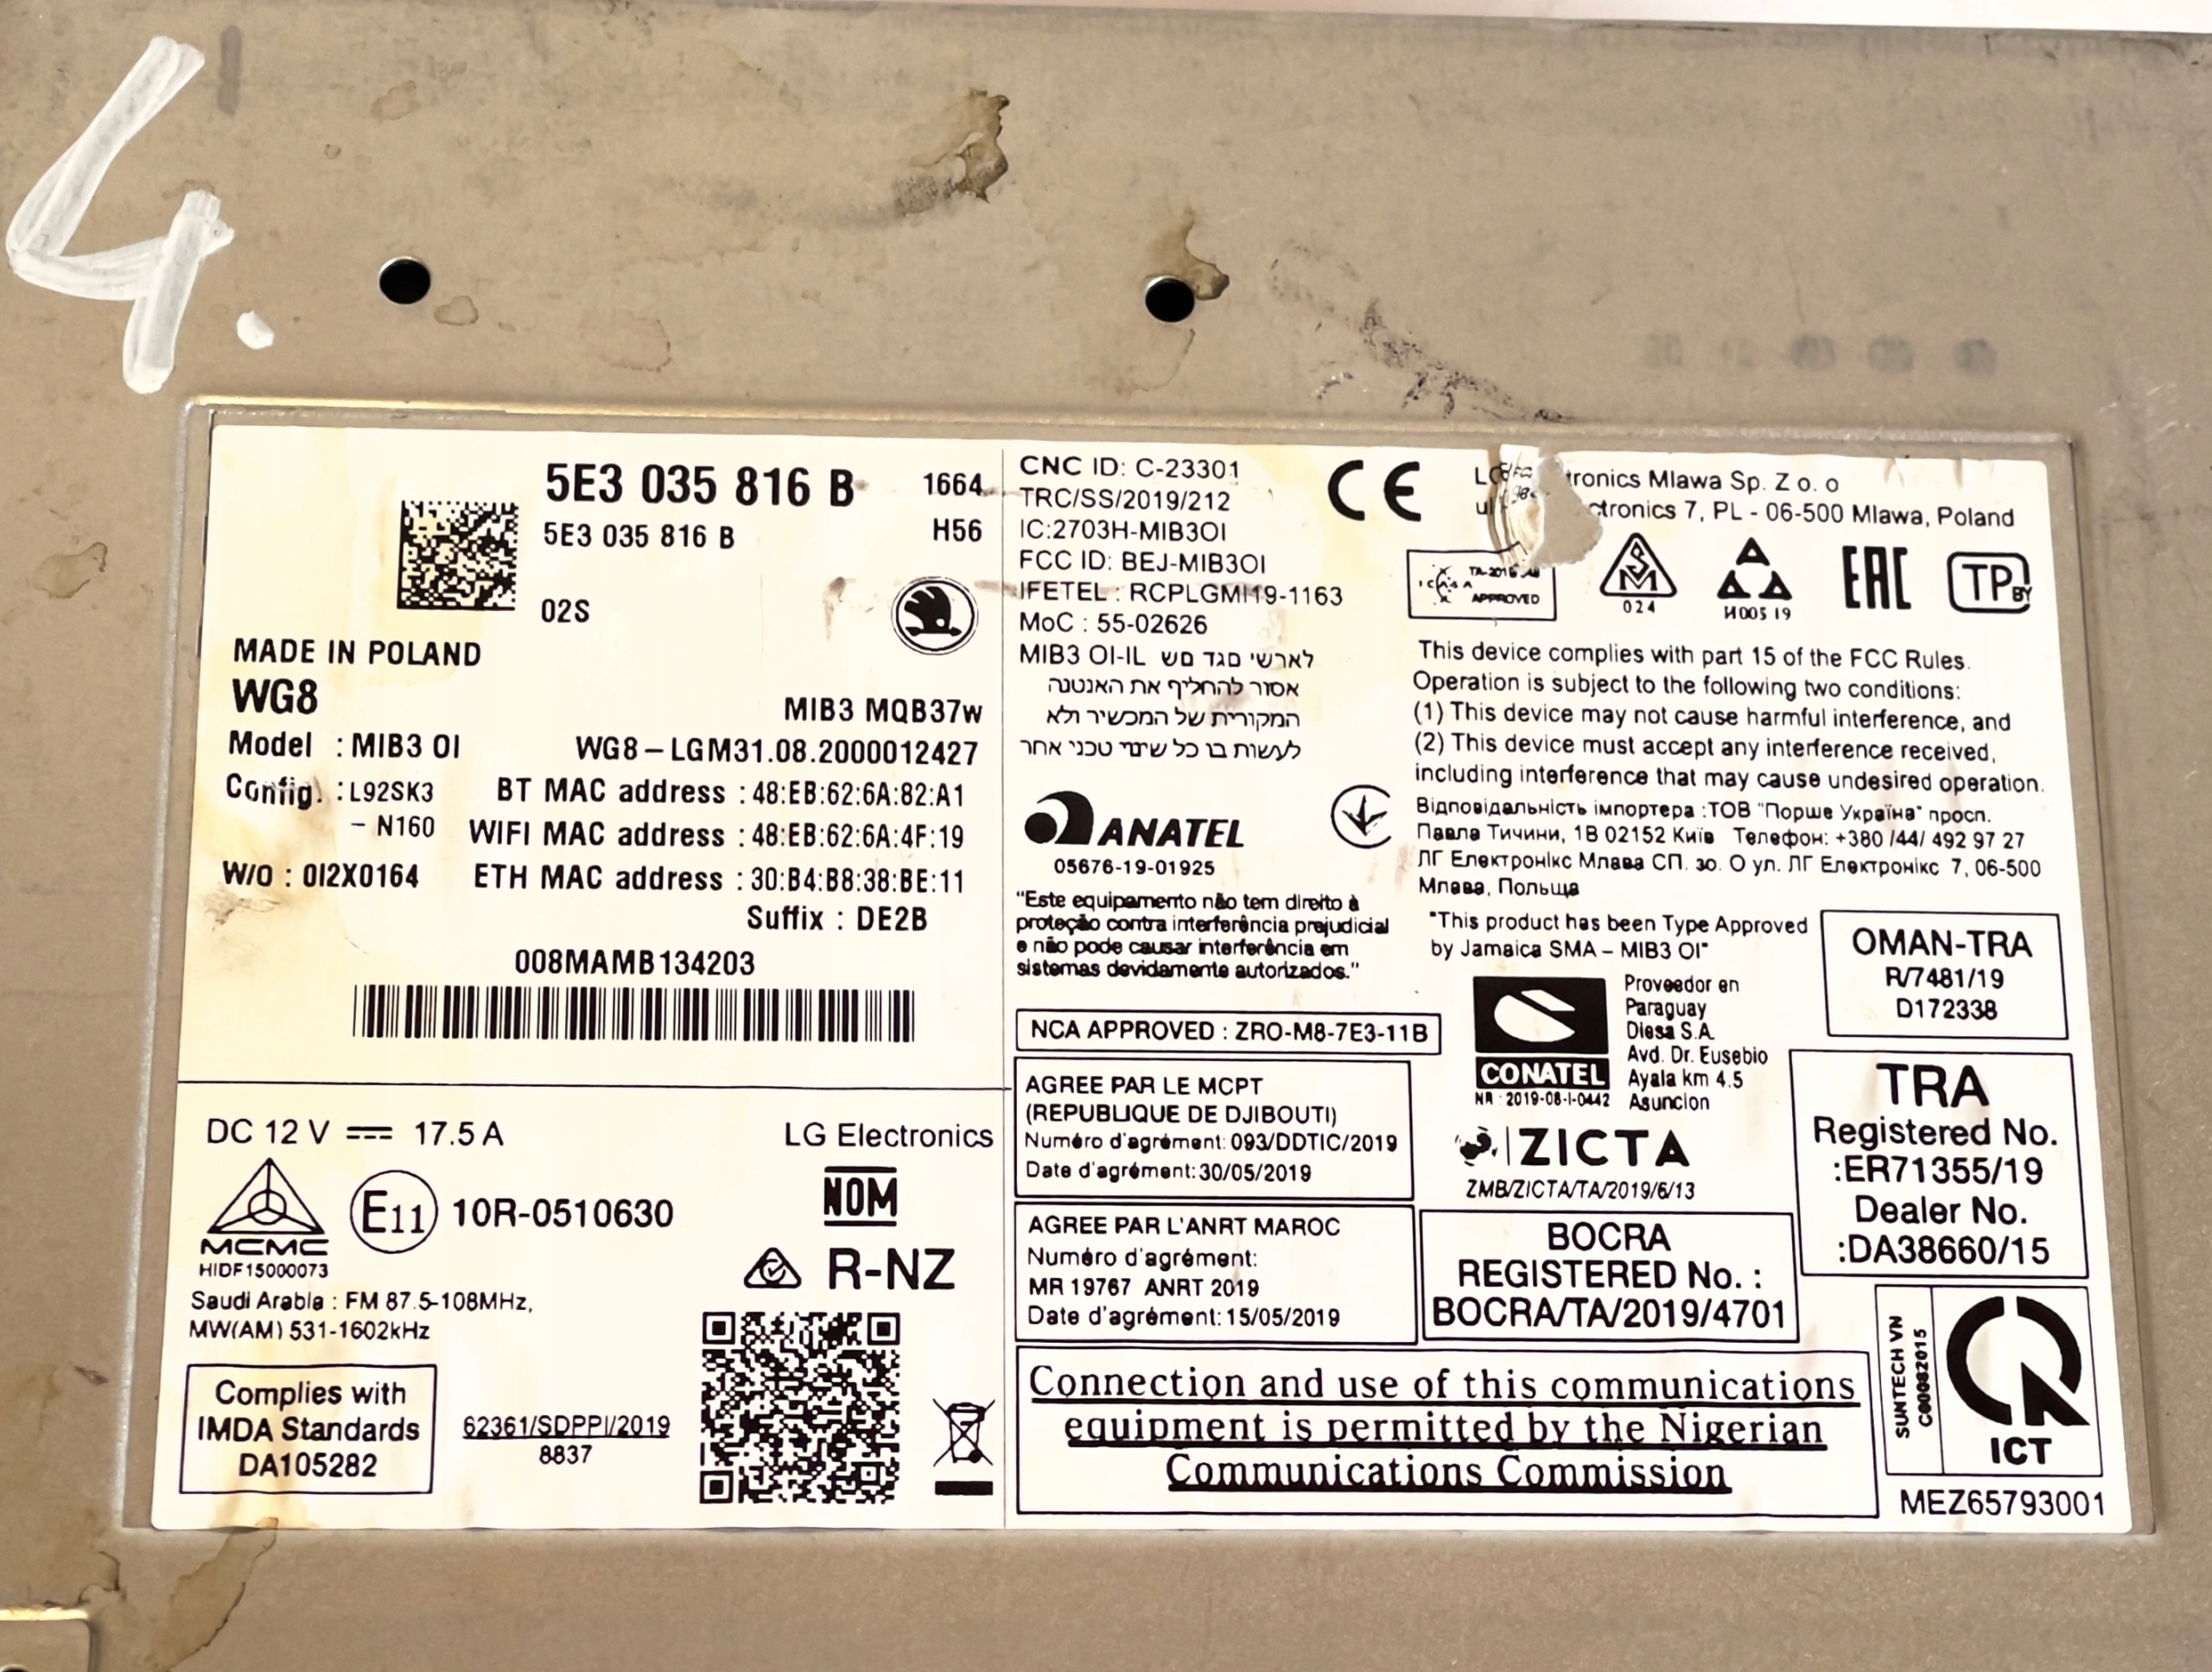 4.
5E3 035 816 B 1664
5E3 035 816 B H56
02S
MADE IN POLAND
WG8
MIB3 MQB37w
Model : MIB3 OI WG8-LGM31.08.2000012427
Config. : L92SK3 BT MAC address : 48:EB:62:6A:82:A1
- N160 WIFI MAC address : 48:EB:62:6A:4F:19
W/O : 0I2X0164 ETH MAC address : 30:B4:B8:38:BE:11
Suffix : DE2B
008MAMB134203
DC 12 V 17.5 A LG Electronics
MCMC
HIDF15000073
E11 10R-0510630
NOM
R-NZ
Saudi Arabia : FM 87.5-108MHz,
MW(AM) 531-1602kHz
Complies with
IMDA Standards
DA105282
62361/SDPPI/2019
8837
CNC ID: C-23301
TRC/SS/2019/212
IC:2703H-MIB3OI
FCC ID: BEJ-MIB3OI
IFETEL : RCPLGMI19-1163
MoC : 55-02626
MIB3 OI-IL
אסור להחליף את האנטנה
המקורית של המכשיר ולא
לעשות בו כל שינוי טכני אחר
ANATEL
05676-19-01925
"Este equipamento não tem direito à
proteção contra interferência prejudicial
e não pode causar interferência em
sistemas devidamente autorizados."
NCA APPROVED : ZRO-M8-7E3-11B
AGREE PAR LE MCPT
(REPUBLIQUE DE DJIBOUTI)
Numéro d'agrément: 093/DDTIC/2019
Date d'agrément: 30/05/2019
AGREE PAR L'ANRT MAROC
Numéro d'agrément:
MR 19767 ANRT 2019
Date d'agrément: 15/05/2019
CE
Mlawa Sp. Z o. o
7, PL - 06-500 Mlawa, Poland
ICASA
APPROVED
024
И005 19
EAC
TP BY
This device complies with part 15 of the FCC Rules.
Operation is subject to the following two conditions:
(1) This device may not cause harmful interference, and
(2) This device must accept any interference received,
including interference that may cause undesired operation.
Відповідальність імпортера :ТОВ "Порше Україна" просп.
Павла Тичини, 1В 02152 Київ Телефон: +380 /44/ 492 97 27
ЛГ Електронікс Млава СП. зо. О ул. ЛГ Електронікс 7, 06-500
Млава, Польща
"This product has been Type Approved
by Jamaica SMA – MIB3 OI"
OMAN-TRA
R/7481/19
D172338
CONATEL
NR : 2019-08-I-0442
Proveedor en
Paraguay
Diesa S.A.
Avd. Dr. Eusebio
Ayala km 4.5
Asuncion
ZICTA
ZMB/ZICTA/TA/2019/6/13
TRA
Registered No.
:ER71355/19
Dealer No.
:DA38660/15
BOCRA
REGISTERED No. :
BOCRA/TA/2019/4701
Connection and use of this communications
equipment is permitted by the Nigerian
Communications Commission
SUNTECH VN
C00082015
ICT
MEZ65793001